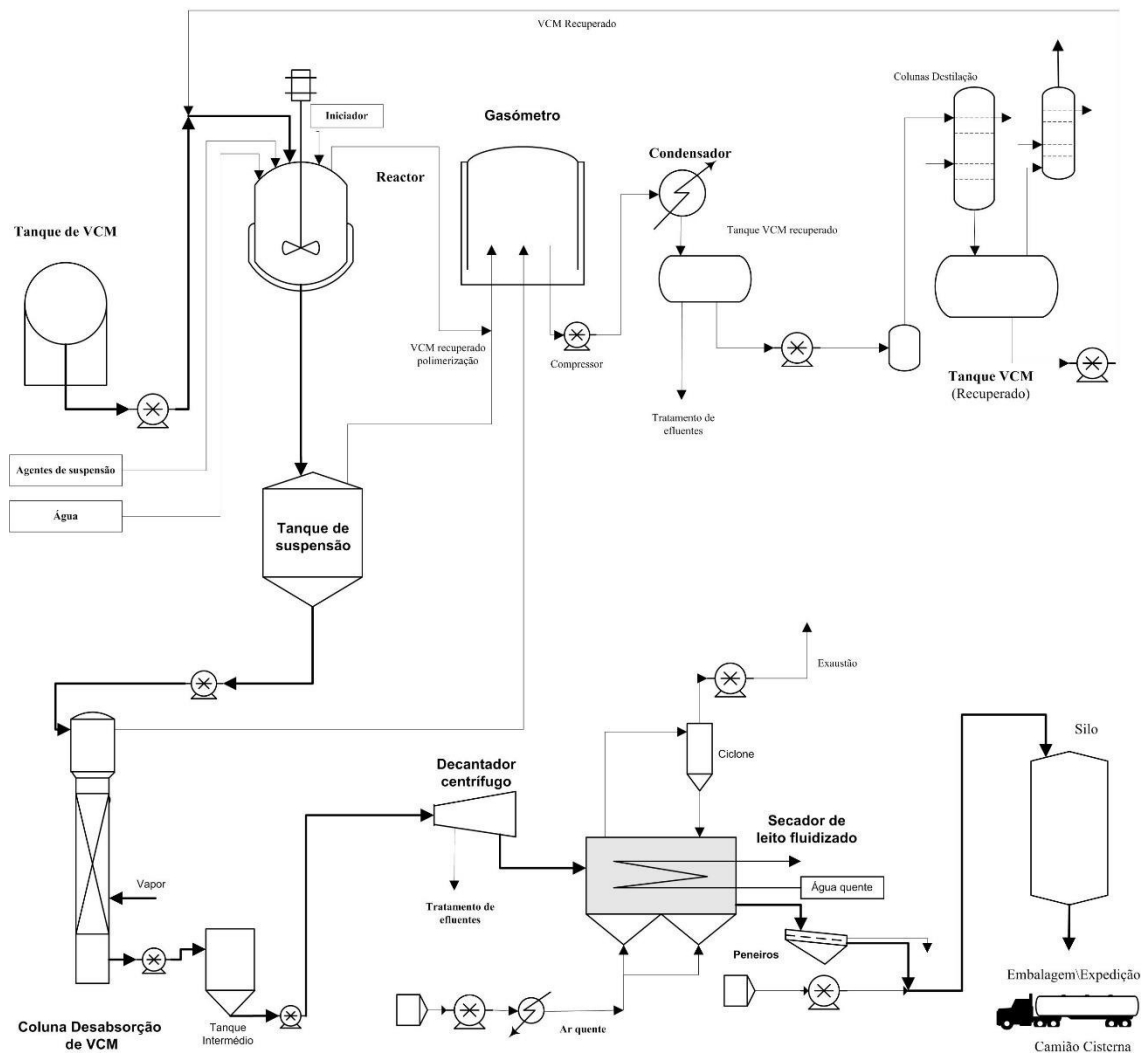 VCM Recuperado
Colunas Destilação
Iniciador
Gasómetro
Condensador
Reactor
Tanque de VCM
Tanque VCM recuperado
VCM recuperado
polimerização
Compressor
Tanque VCM
(Recuperado)
Tratamento de
efluentes
Agentes de suspensão
Água
Tanque de
suspensão
Exaustão
Silo
Ciclone
Decantador
centrífugo
Secador de
leito fluidizado
Vapor
Água quente
Tratamento de
efluentes
Peneiros
Embalagem\Expedição
Tanque
Intermédio
Ar quente
Coluna Desabsorção
de VCM
Camião Cisterna